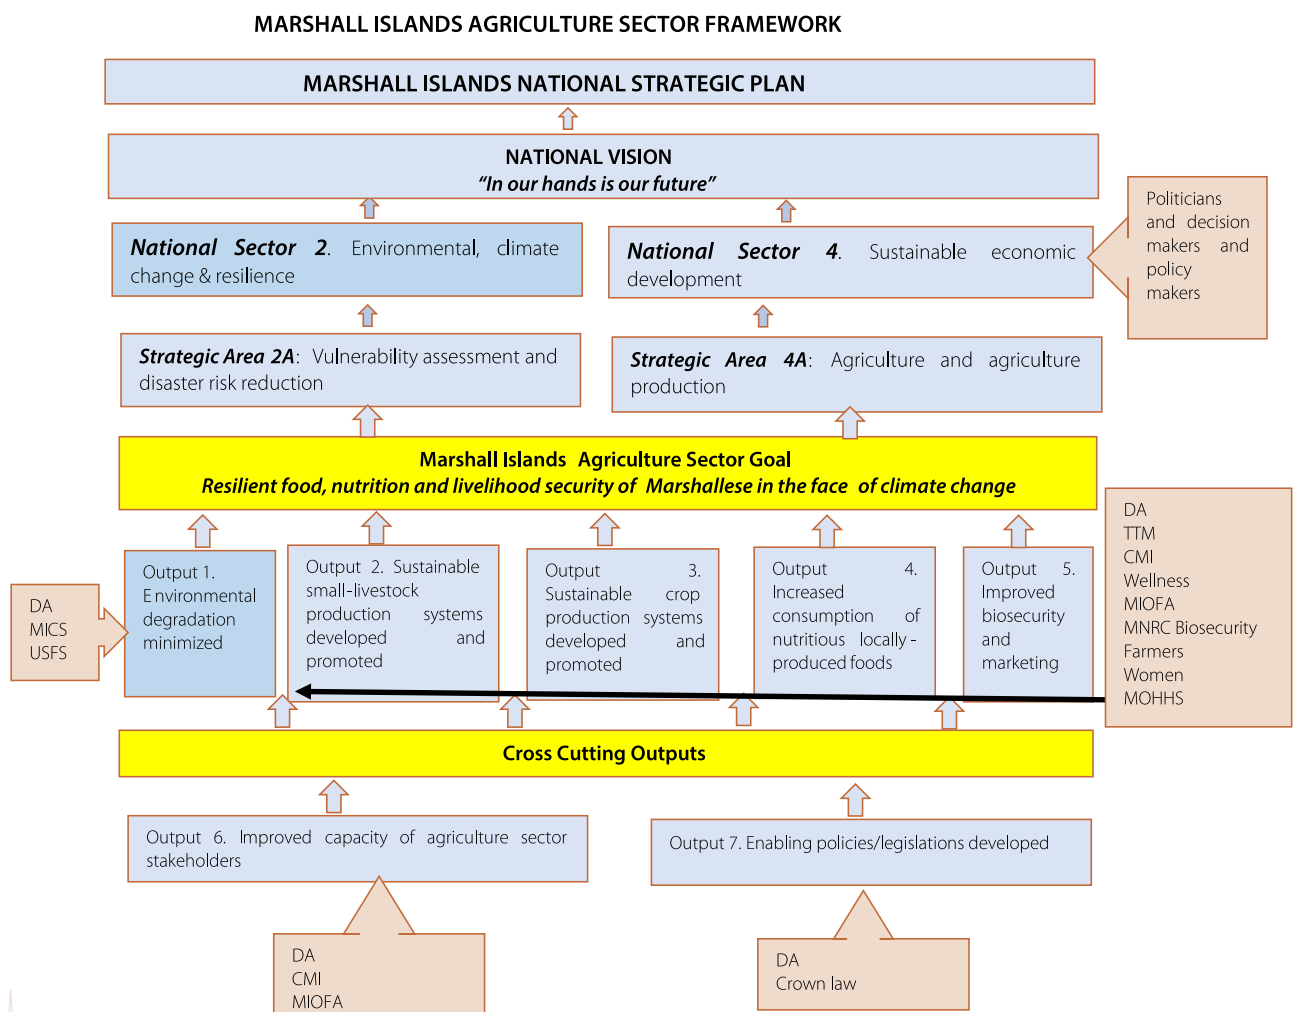 MARSHALL ISLANDS AGRICULTURE SECTOR FRAMEWORK
MARSHALL ISLANDS NATIONAL STRATEGIC PLAN
NATIONAL VISION
“In our hands is our future”
National Sector 2. Environmental, climate
change & resilience
National Sector 4. Sustainable economic
development
Politicians
and decision
makers and
policy
makers
Strategic Area 2A: Vulnerability assessment and
disaster risk reduction
Strategic Area 4A: Agriculture and agriculture
production
Marshall Islands Agriculture Sector Goal
Resilient food, nutrition and livelihood security of Marshallese in the face of climate change
DA
MICS
USFS
Output 1.
Environmental
degradation
minimized
Output 2. Sustainable
small-livestock
production systems
developed and
promoted
Output 3.
Sustainable crop
production systems
developed and
promoted
Output 4.
Increased
consumption of
nutritious locally-
produced foods
Output 5.
Improved
biosecurity
and
marketing
DA
TTM
CMI
Wellness
MIOFA
MNRC Biosecurity
Farmers
Women
MOHHS
Cross Cutting Outputs
Output 6. Improved capacity of agriculture sector
stakeholders
Output 7. Enabling policies/legislations developed
DA
CMI
MIOFA
DA
Crown law